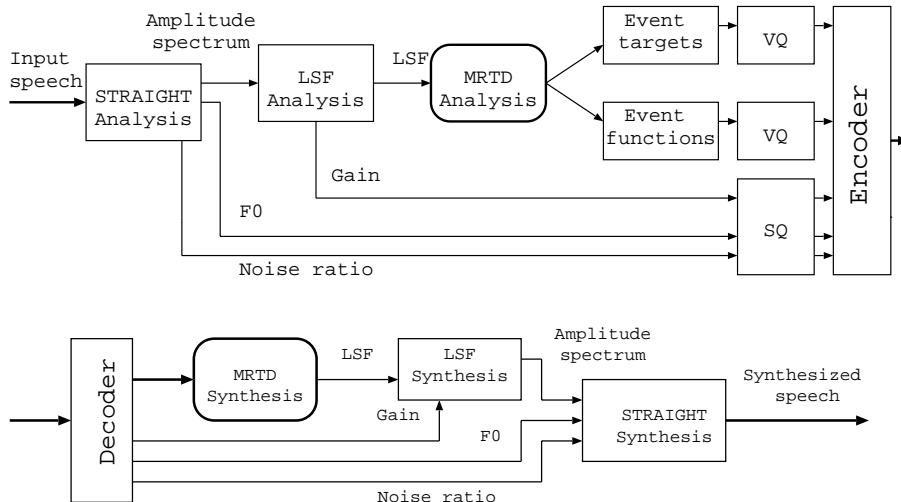 Input
speech
STRAIGHT
Analysis
Amplitude
spectrum
LSF
Analysis
LSF
MRTD
Analysis
Event
targets
VQ
Event
functions
VQ
Gain
F0
Noise ratio
SQ
Encoder
Decoder
MRTD
Synthesis
LSF
LSF
Synthesis
Gain
Amplitude
spectrum
F0
Noise ratio
STRAIGHT
Synthesis
Synthesized
speech